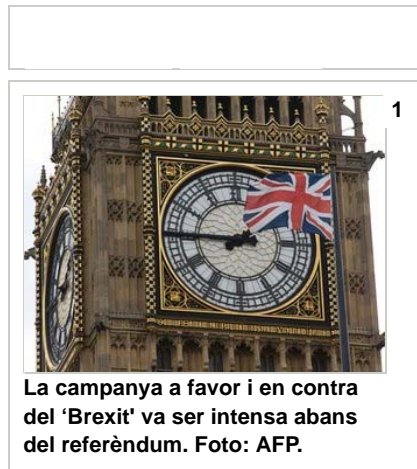 1
La campanya a favor i en contra
del ‘Brexit' va ser intensa abans
del referèndum. Foto: AFP.